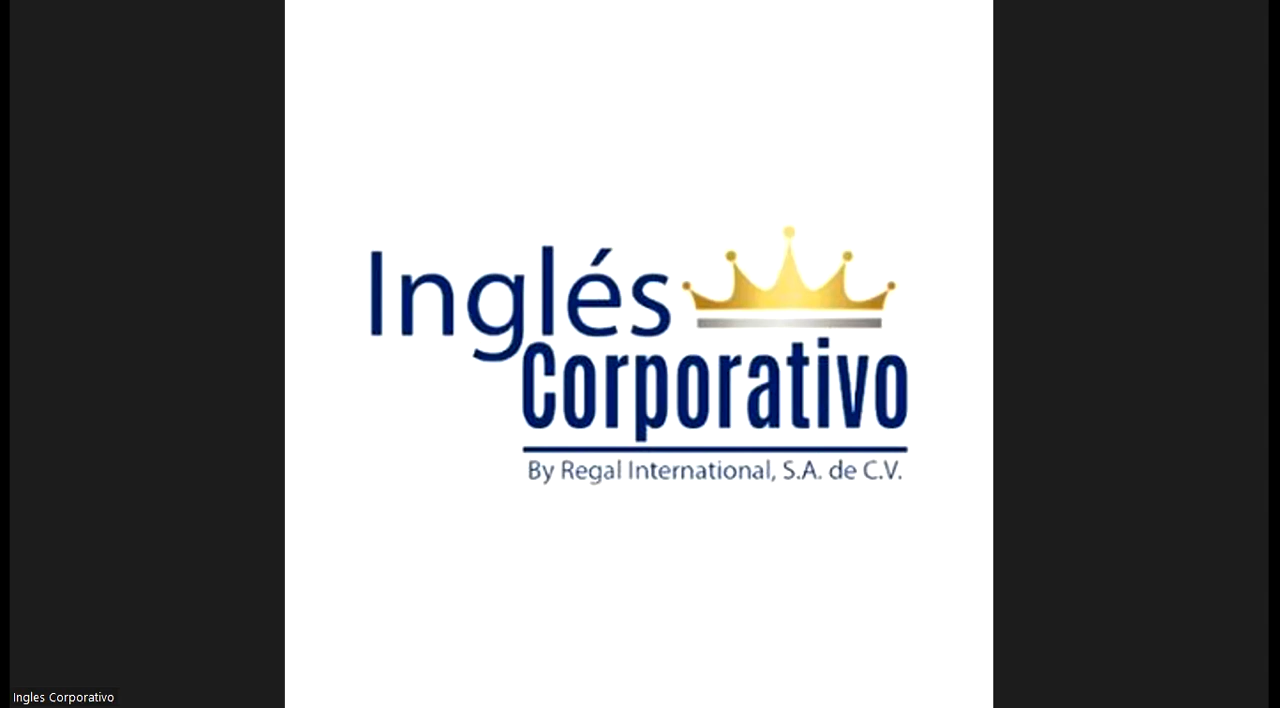 Inglés
Corporativo
By Regal International, S.A. de C.V.
Ingles Corporativo